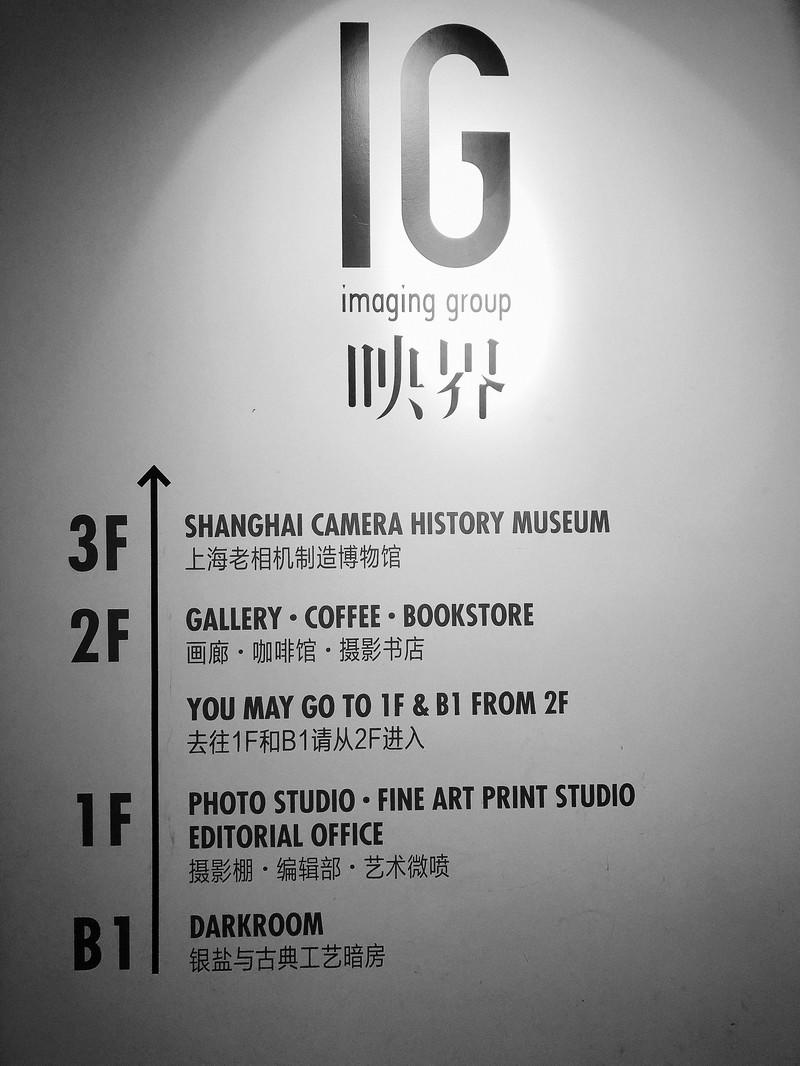 IG
imaging group
映界
3F
SHANGHAI CAMERA HISTORY MUSEUM
上海老相机制造博物馆
2F
GALLERY · COFFEE · BOOKSTORE
画廊 · 咖啡馆 · 摄影书店
YOU MAY GO TO 1F & B1 FROM 2F
去往1F和B1请从2F进入
1F
PHOTO STUDIO · FINE ART PRINT STUDIO
EDITORIAL OFFICE
摄影棚 · 编辑部 · 艺术微喷
B1
DARKROOM
银盐与古典工艺暗房